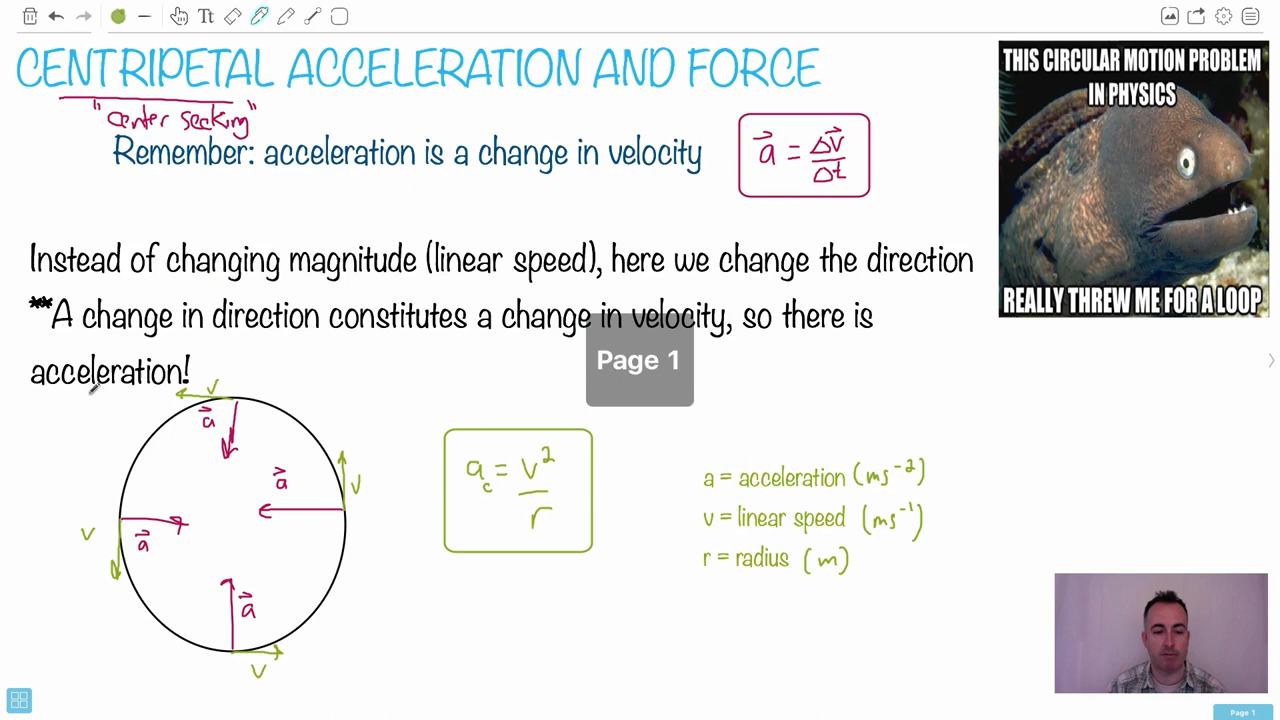 Tt
CENTRIPETAL ACCELERATION AND FORCE
"center seeking"
Remember: acceleration is a change in velocity
a⃗ = Δv⃗/Δt
THIS CIRCULAR MOTION PROBLEM
IN PHYSICS
REALLY THREW ME FOR A LOOP
Instead of changing magnitude (linear speed), here we change the direction
***A change in direction constitutes a change in velocity, so there is
acceleration!
Page 1
v
a⃗
a⃗
v
v
a⃗
a⃗
v
a_c = v²/r
a = acceleration (ms⁻²)
v = linear speed (ms⁻¹)
r = radius (m)
Page 1